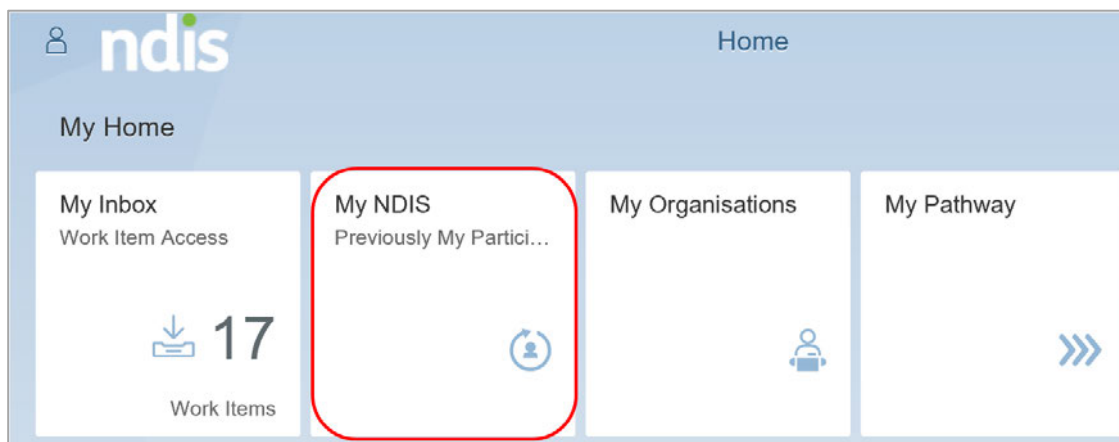 ndis
Home
My Home
My Inbox
Work Item Access
17
Work Items
My NDIS
Previously My Partici...
My Organisations
My Pathway